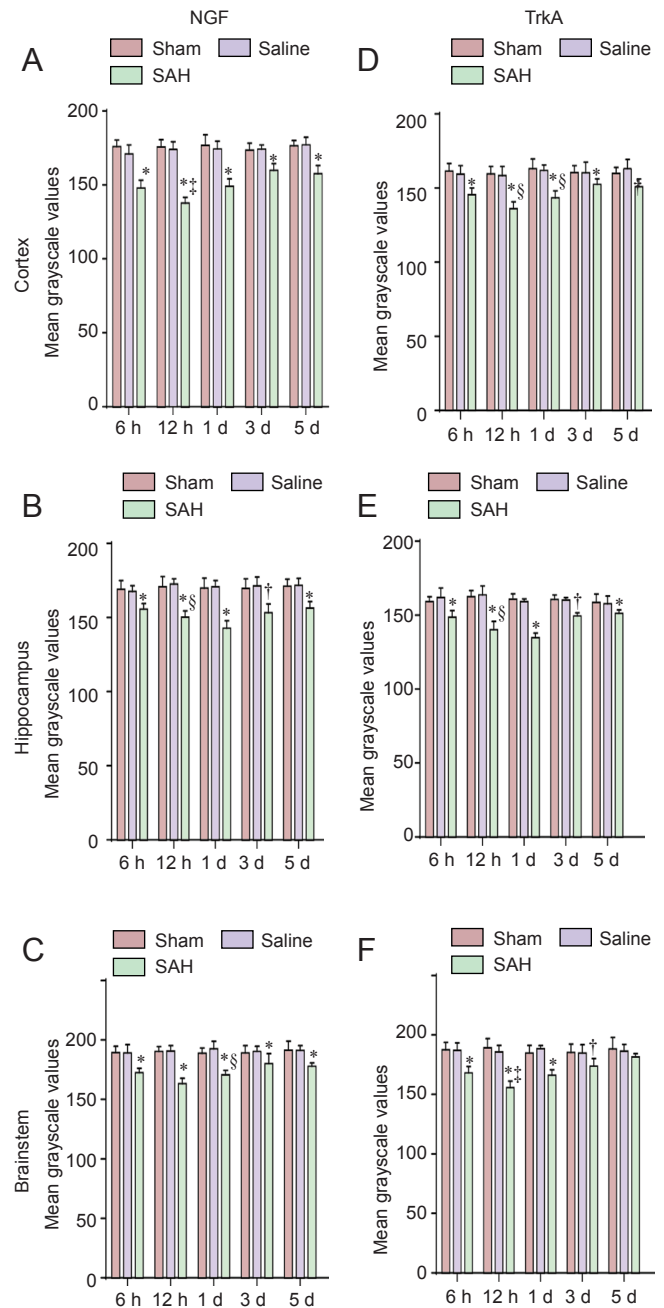 NGF
A
Sham Saline
SAH
200
150
100
50
0
Cortex
Mean grayscale values
* *‡ * * *
6 h 12 h 1 d 3 d 5 d
B
Sham Saline
SAH
200
150
100
50
0
Hippocampus
Mean grayscale values
* *§ * † *
6 h 12 h 1 d 3 d 5 d
C
Sham Saline
SAH
200
150
100
50
0
Brainstem
Mean grayscale values
* * *§ * *
6 h 12 h 1 d 3 d 5 d
TrkA
D
Sham Saline
SAH
200
150
100
50
0
Mean grayscale values
* *§ *§ * †
6 h 12 h 1 d 3 d 5 d
E
Sham Saline
SAH
200
150
100
50
0
Mean grayscale values
* *§ * † *
6 h 12 h 1 d 3 d 5 d
F
Sham Saline
SAH
200
150
100
50
0
Mean grayscale values
* *‡ * †
6 h 12 h 1 d 3 d 5 d